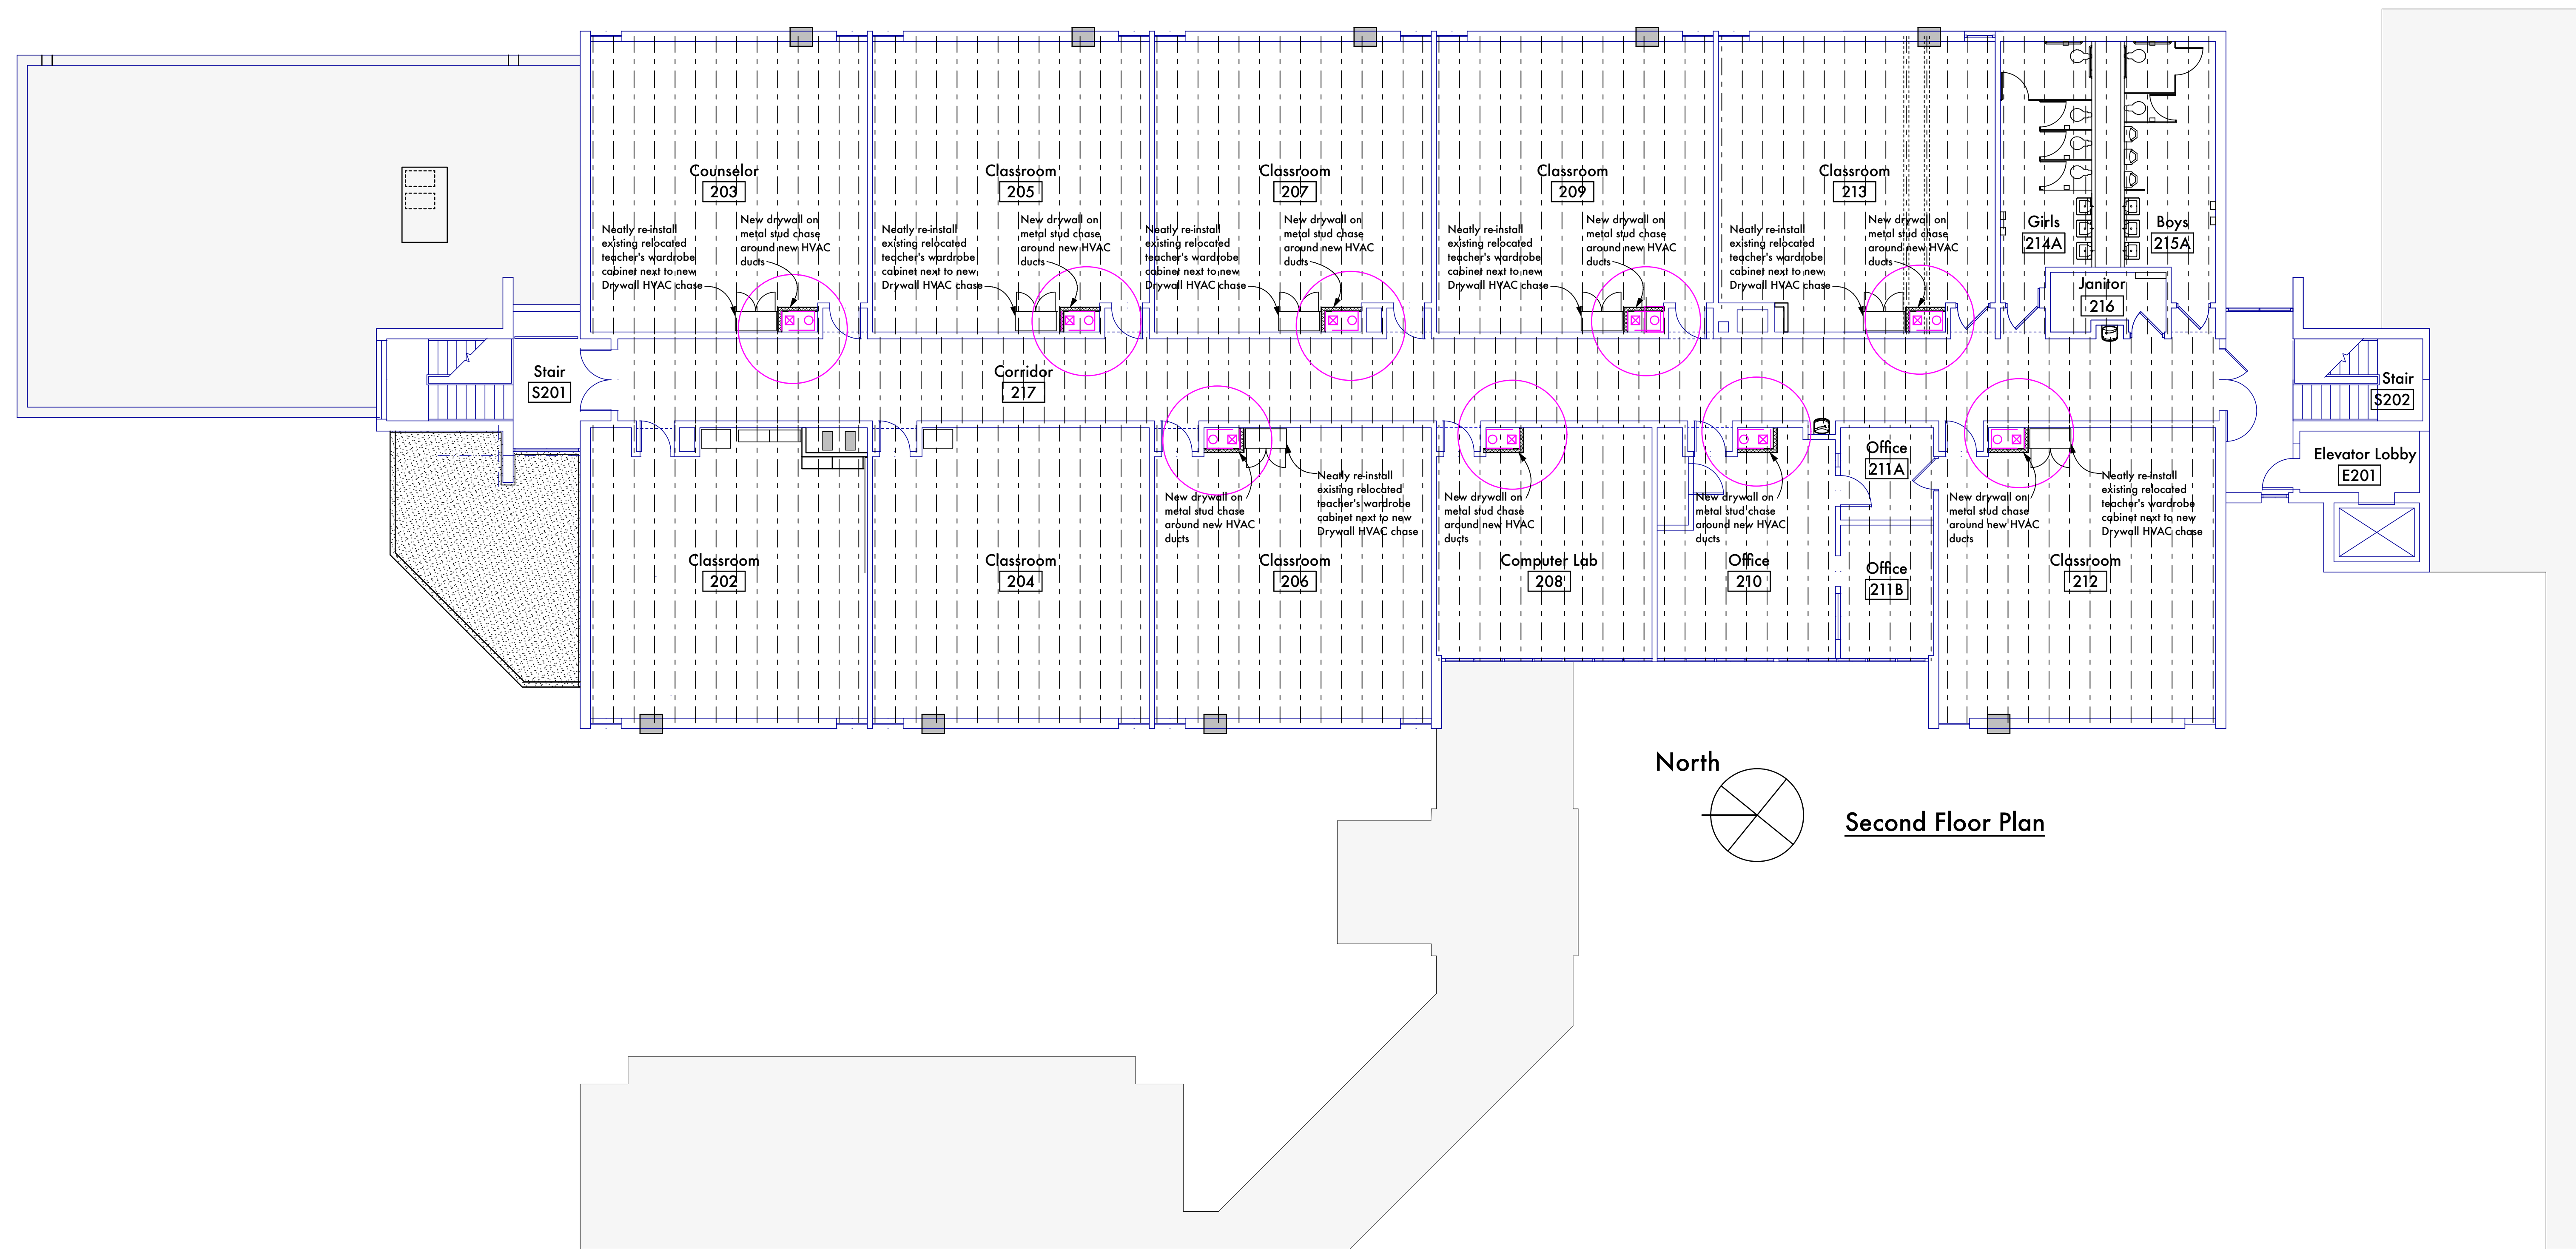 Counselor
203
Neatly re-install
existing relocated
teacher's wardrobe
cabinet next to new
Drywall HVAC chase
New drywall on
metal stud chase
around new HVAC
ducts
Classroom
205
Neatly re-install
existing relocated
teacher's wardrobe
cabinet next to new
Drywall HVAC chase
New drywall on
metal stud chase
around new HVAC
ducts
Classroom
207
Neatly re-install
existing relocated
teacher's wardrobe
cabinet next to new
Drywall HVAC chase
New drywall on
metal stud chase
around new HVAC
ducts
Classroom
209
Neatly re-install
existing relocated
teacher's wardrobe
cabinet next to new
Drywall HVAC chase
New drywall on
metal stud chase
around new HVAC
ducts
Classroom
213
Neatly re-install
existing relocated
teacher's wardrobe
cabinet next to new
Drywall HVAC chase
New drywall on
metal stud chase
around new HVAC
ducts
Girls
214A
Boys
215A
Janitor
216
Stair
S201
Corridor
217
Stair
S202
Elevator Lobby
E201
Classroom
202
Classroom
204
New drywall on
metal stud chase
around new HVAC
ducts
Neatly re-install
existing relocated
teacher's wardrobe
cabinet next to new
Drywall HVAC chase
Classroom
206
New drywall on
metal stud chase
around new HVAC
ducts
Computer Lab
208
New drywall on
metal stud chase
around new HVAC
ducts
Office
210
Office
211A
Office
211B
New drywall on
metal stud chase
around new HVAC
ducts
Neatly re-install
existing relocated
teacher's wardrobe
cabinet next to new
Drywall HVAC chase
Classroom
212
North
Second Floor Plan